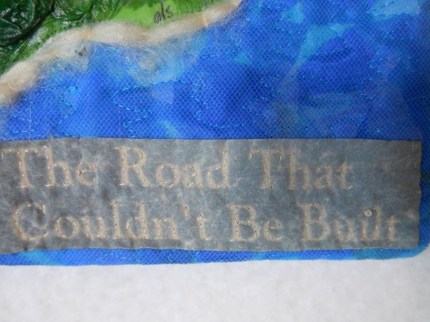 The Road That
Couldn't Be Built